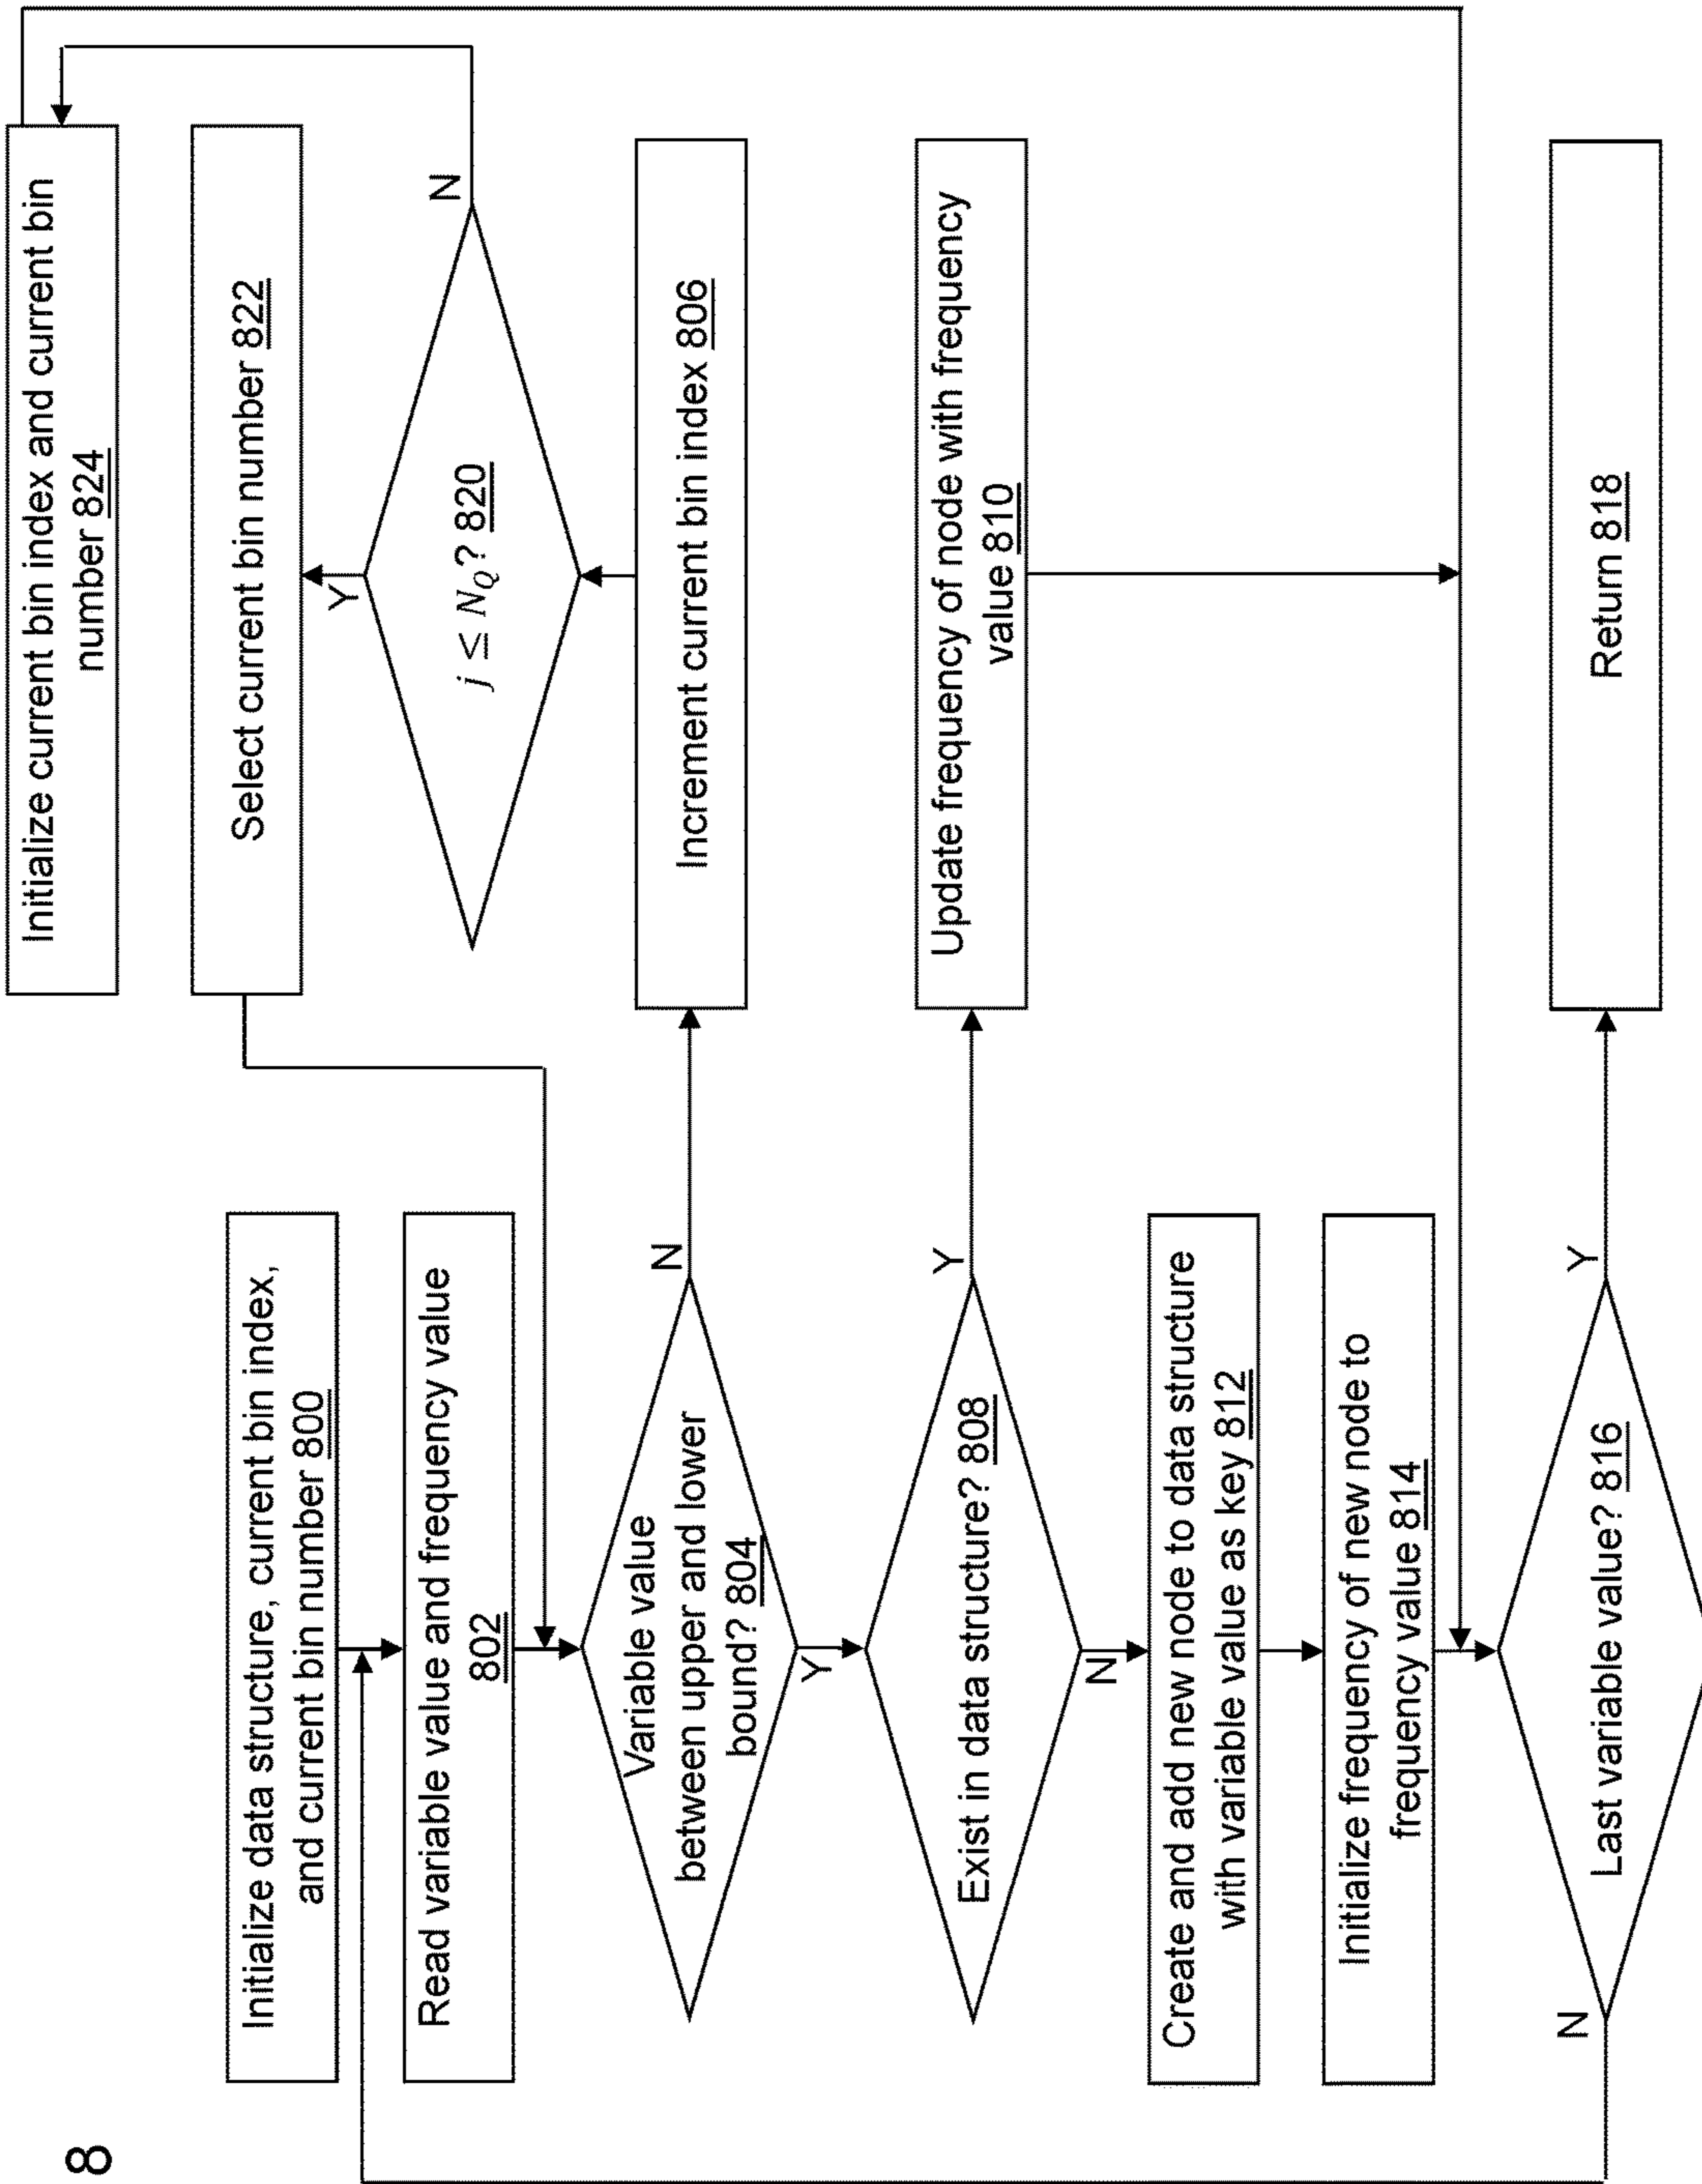 8
Initialize data structure, current bin index,
and current bin number 800
Read variable value and frequency value
802
Variable value
between upper and lower
bound? 804
N
Y
Exist in data structure? 808
Y
N
Create and add new node to data structure
with variable value as key 812
Initialize frequency of new node to
frequency value 814
Last variable value? 816
N
Y
Initialize current bin index and current bin
number 824
Select current bin number 822
Y
j ≤ N_Q? 820
N
Increment current bin index 806
Update frequency of node with frequency
value 810
Return 818